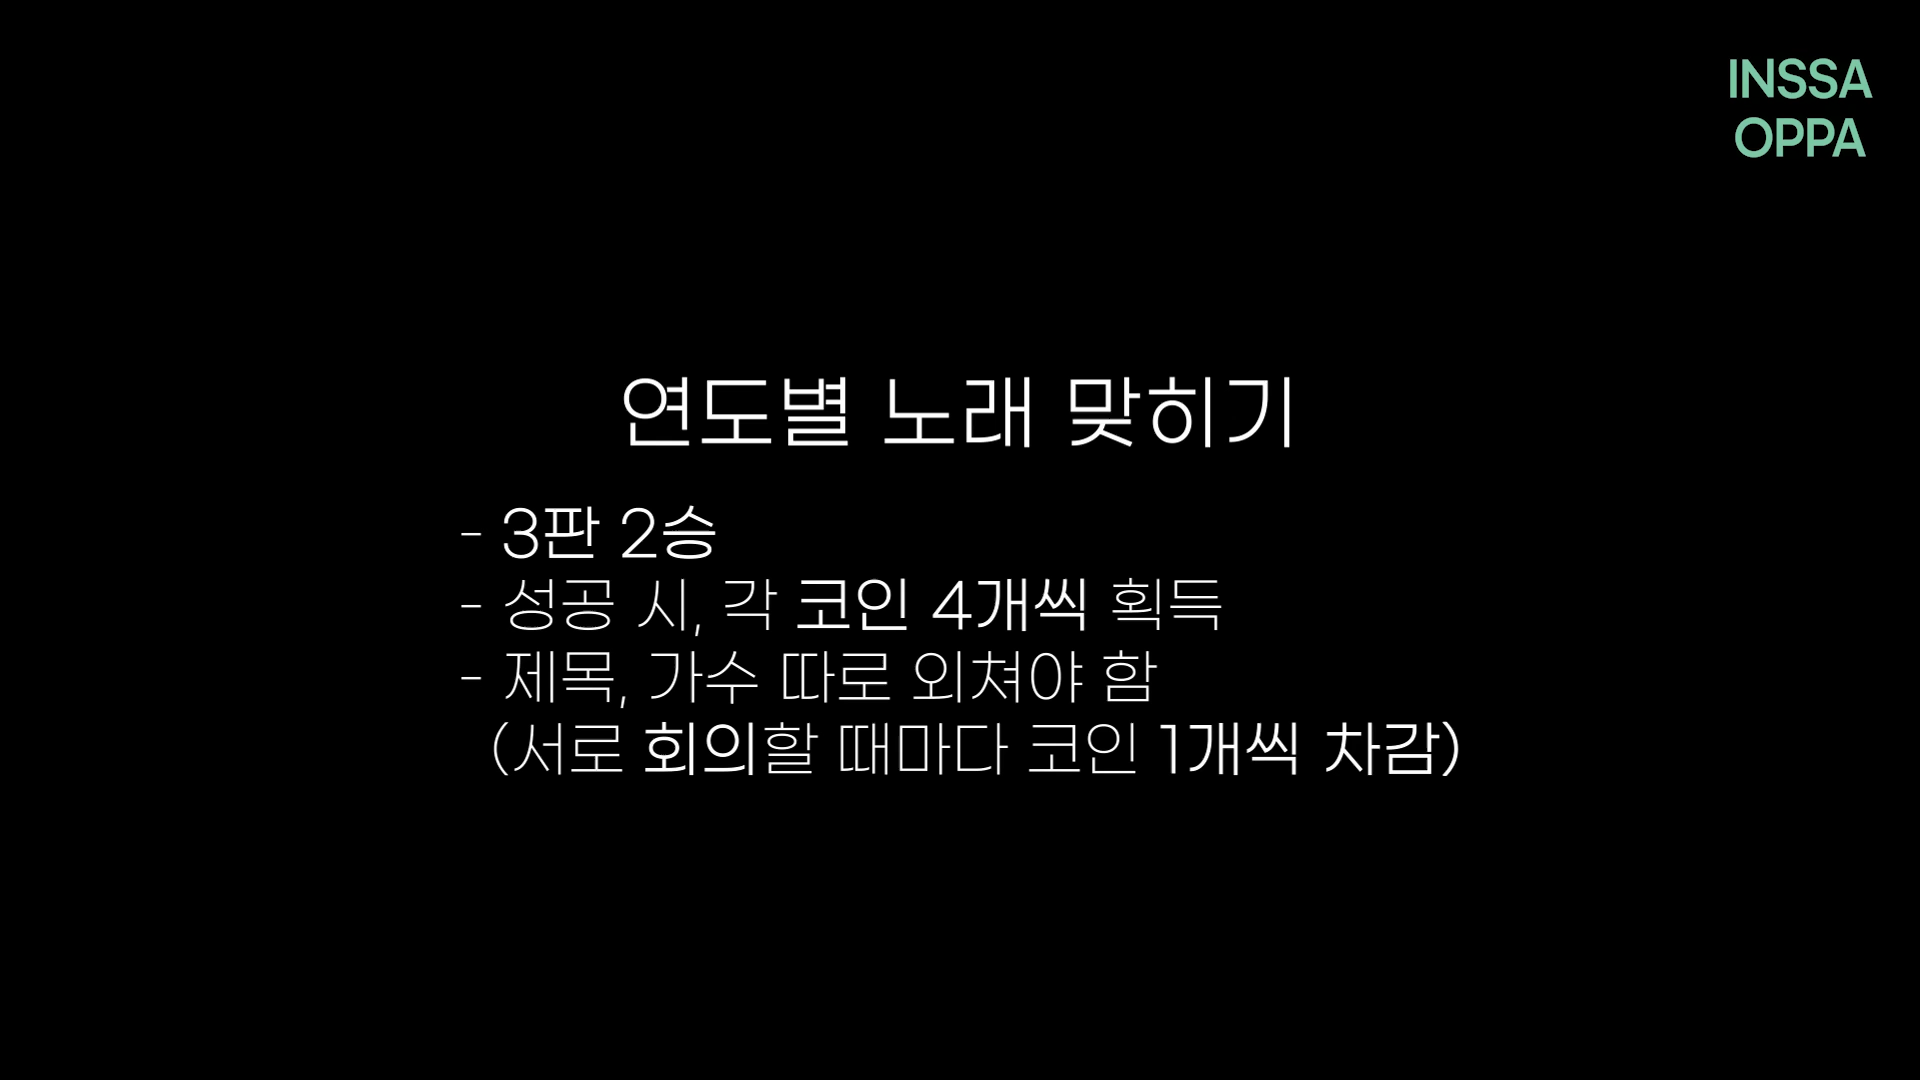 INSSA
OPPA
연도별 노래 맞히기
- 3판 2승
- 성공 시, 각 코인 4개씩 획득
- 제목, 가수 따로 외쳐야 함
(서로 회의할 때마다 코인 1개씩 차감)